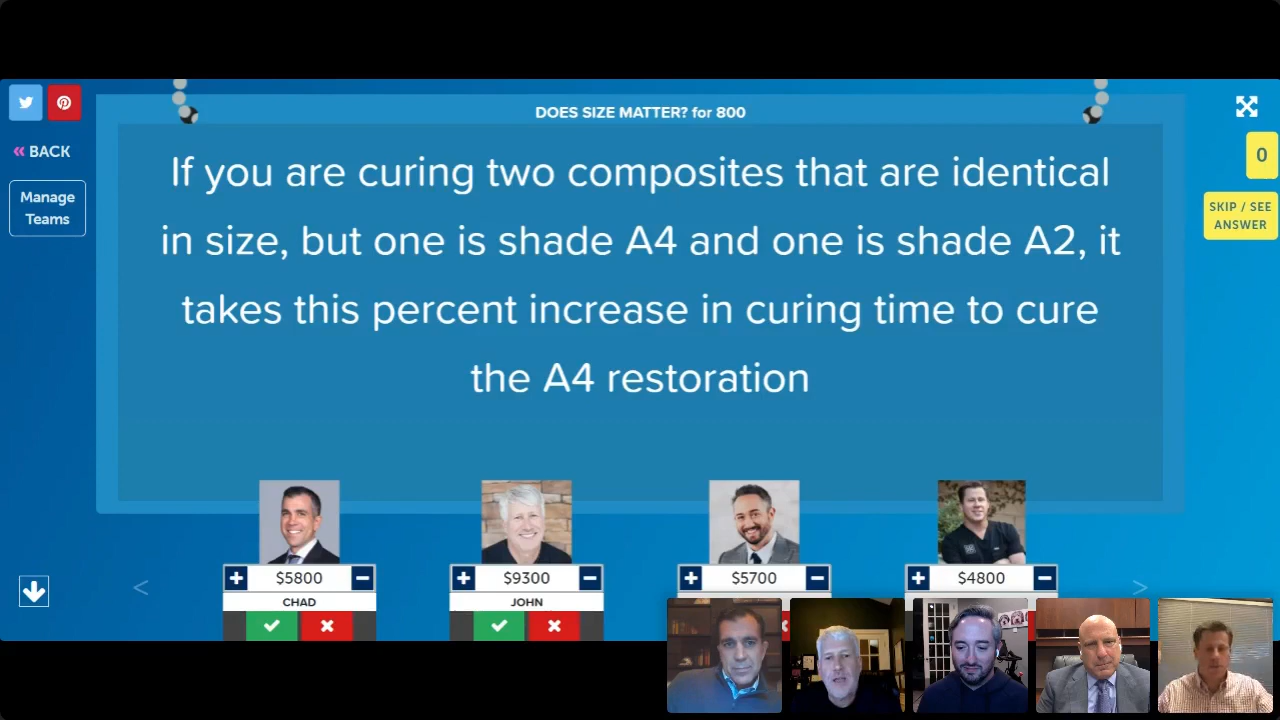 DOES SIZE MATTER? for 800
« BACK
Manage
Teams
0
SKIP / SEE
ANSWER
If you are curing two composites that are identical
in size, but one is shade A4 and one is shade A2, it
takes this percent increase in curing time to cure
the A4 restoration
$5800
$9300
$5700
$4800
CHAD
JOHN